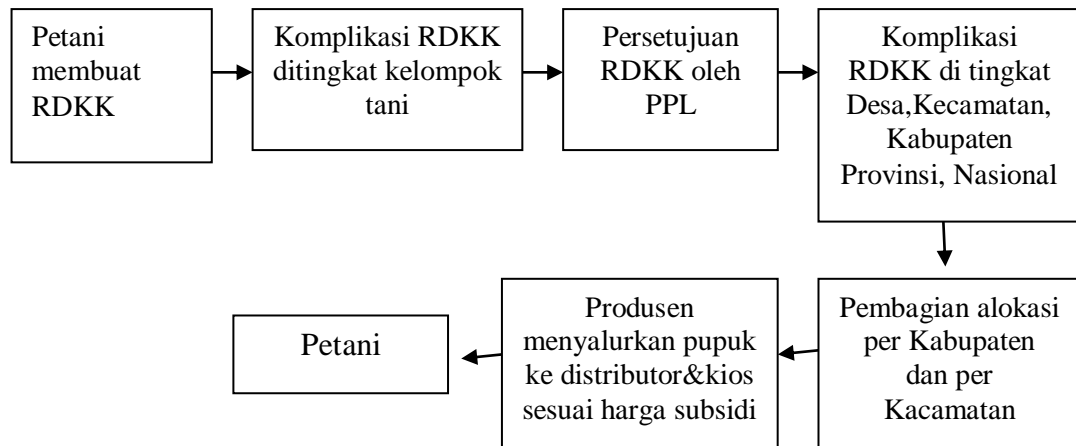 Petani
membuat
RDKK
Komplikasi RDKK
ditingkat kelompok
tani
Persetujuan
RDKK oleh
PPL
Komplikasi
RDKK di tingkat
Desa,Kecamatan,
Kabupaten
Provinsi, Nasional
Pembagian alokasi
per Kabupaten
dan per
Kacamatan
Produsen
menyalurkan pupuk
ke distributor&kios
sesuai harga subsidi
Petani